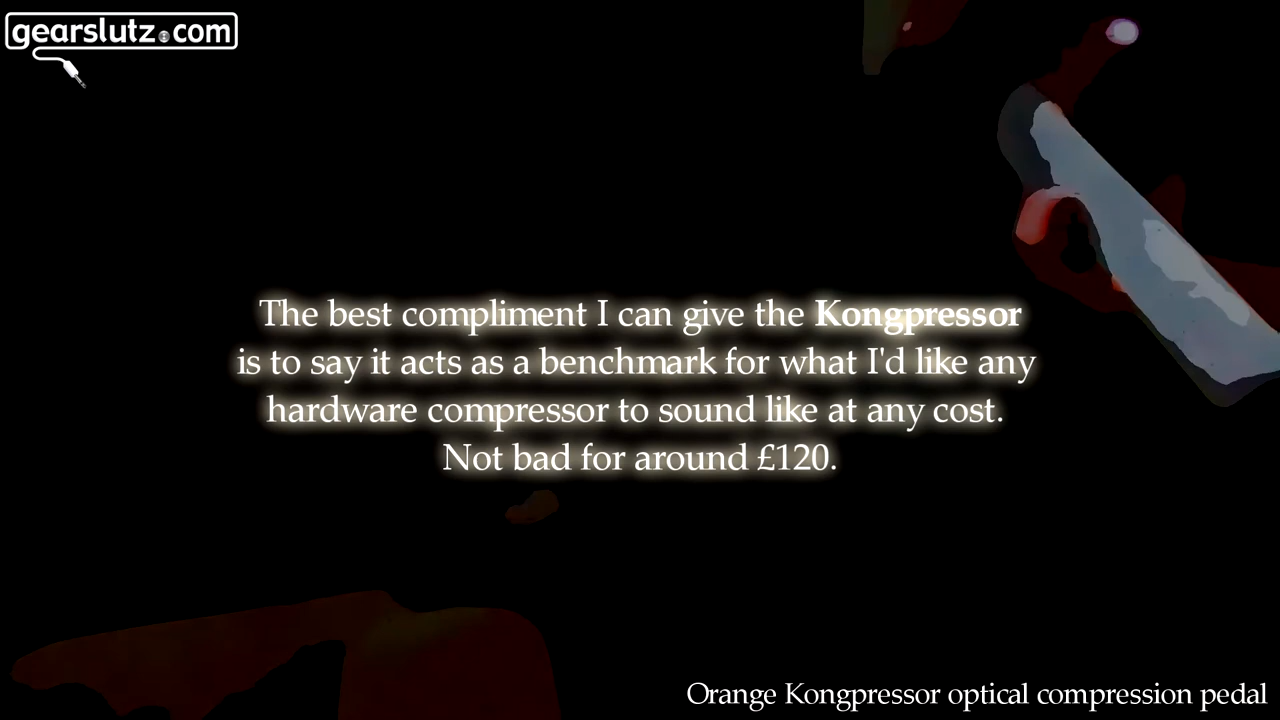 gearslutz.com
The best compliment I can give the Kongpressor
is to say it acts as a benchmark for what I'd like any
hardware compressor to sound like at any cost.
Not bad for around £120.
Orange Kongpressor optical compression pedal